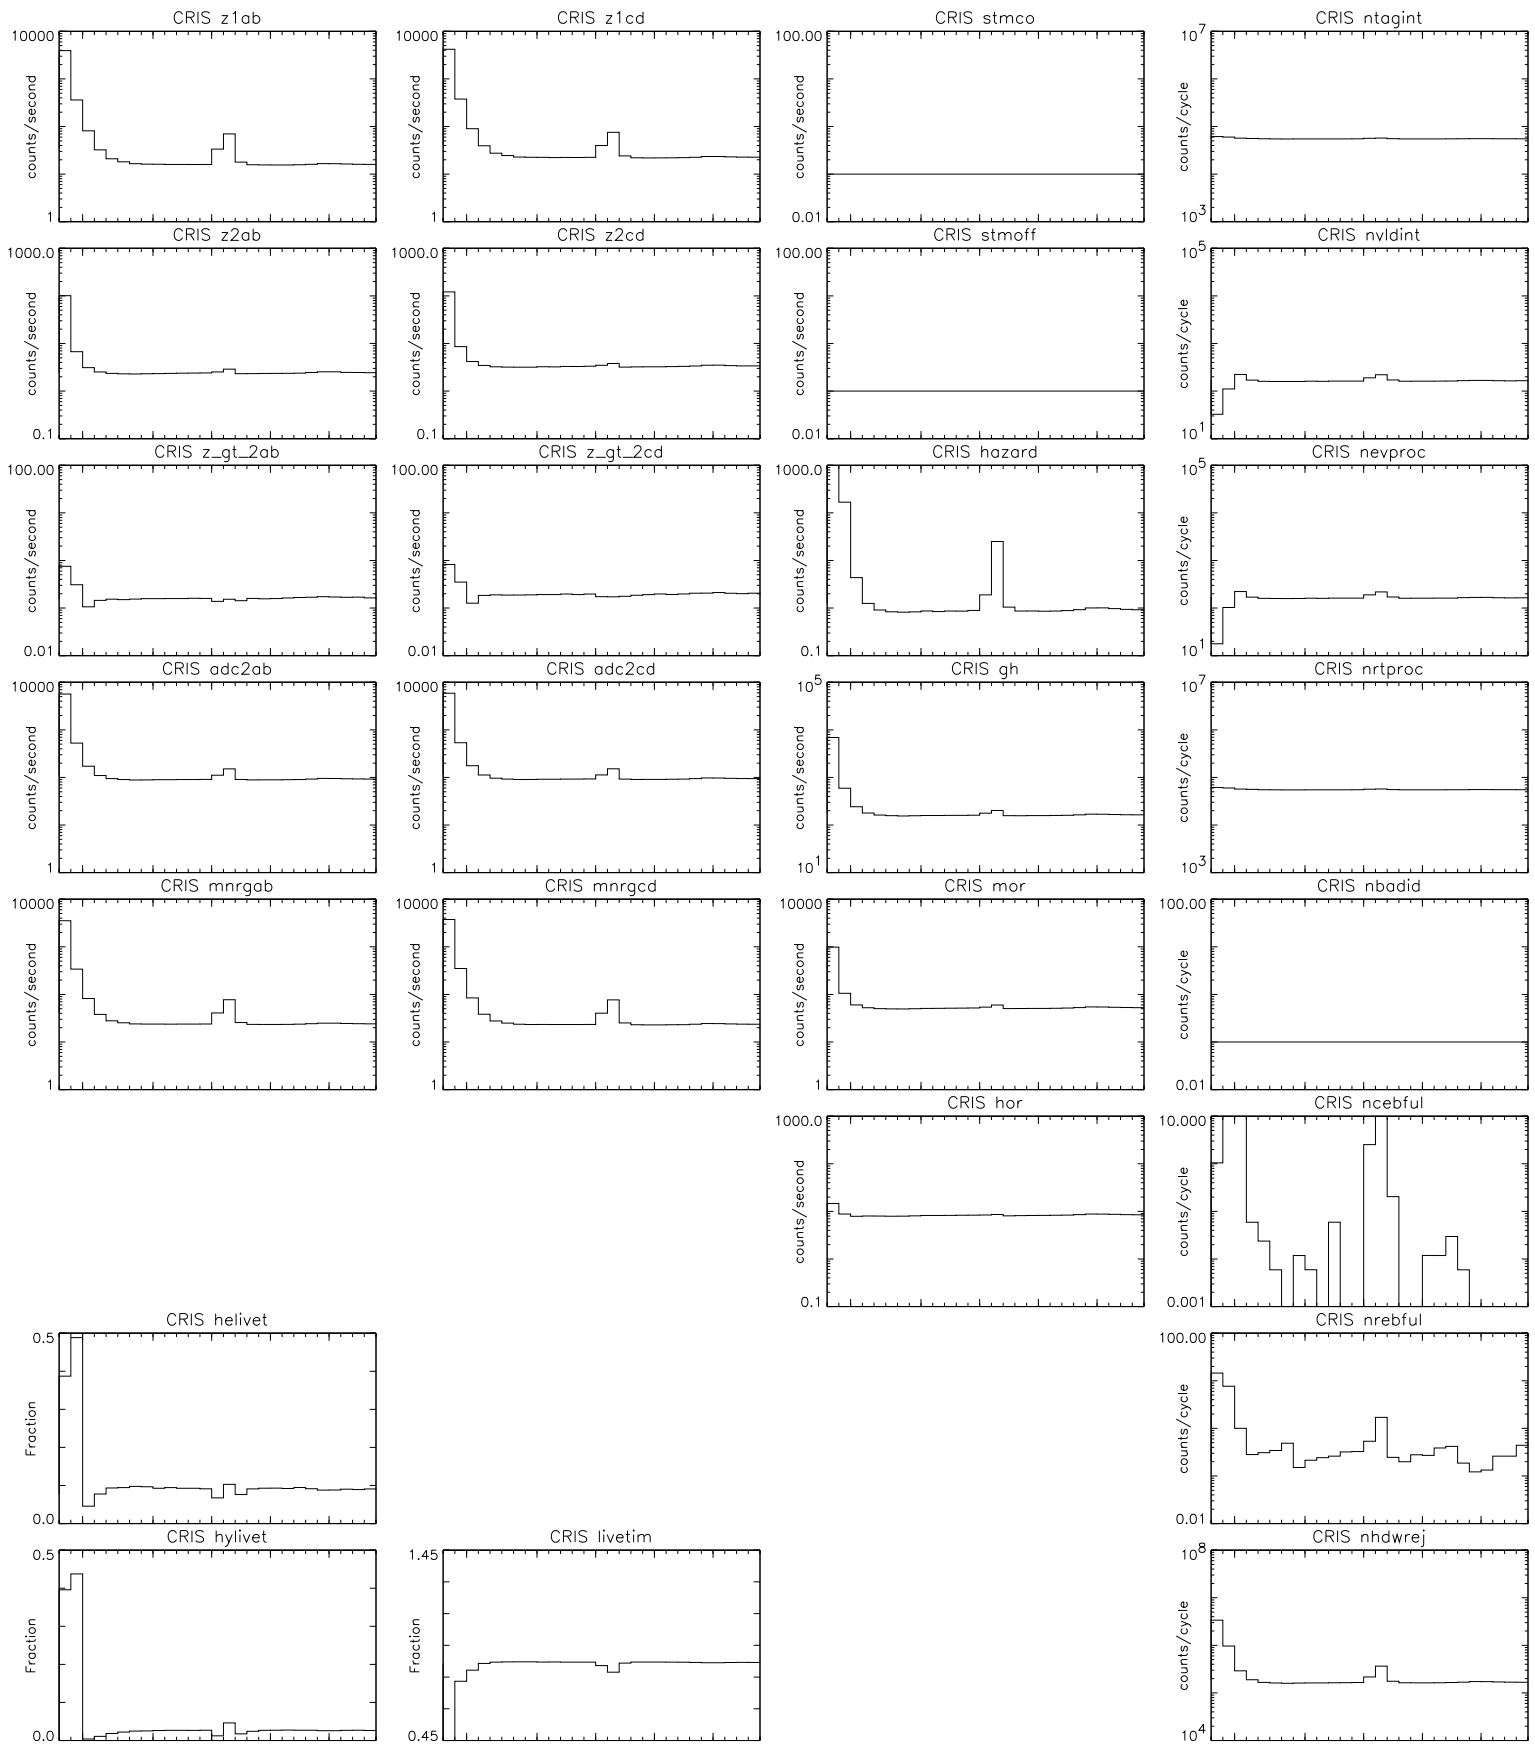 CRIS z1ab
10000
counts/second
1
CRIS z1cd
10000
counts/second
1
CRIS stmco
100.00
counts/second
0.01
CRIS ntagint
10^7
counts/cycle
10^3
CRIS z2ab
1000.0
counts/second
0.1
CRIS z2cd
1000.0
counts/second
0.1
CRIS stmoff
100.00
counts/second
0.01
CRIS nvldint
10^5
counts/cycle
10^1
CRIS z_gt_2ab
100.00
counts/second
0.01
CRIS z_gt_2cd
100.00
counts/second
0.01
CRIS hazard
1000.0
counts/second
0.1
CRIS nevproc
10^5
counts/cycle
10^1
CRIS adc2ab
10000
counts/second
1
CRIS adc2cd
10000
counts/second
1
CRIS gh
10^5
counts/second
10^1
CRIS nrtproc
10^7
counts/cycle
10^3
CRIS mnrgab
10000
counts/second
1
CRIS mnrgcd
10000
counts/second
1
CRIS mor
10000
counts/second
1
CRIS nbadid
100.00
counts/cycle
0.01
CRIS hor
1000.0
counts/second
0.1
CRIS ncebful
10.000
counts/cycle
0.001
CRIS helivet
0.5
Fraction
0.0
CRIS nrebful
100.00
counts/cycle
0.01
CRIS hylivet
0.5
Fraction
0.0
CRIS livetim
1.45
Fraction
0.45
CRIS nhdwrej
10^8
counts/cycle
10^4